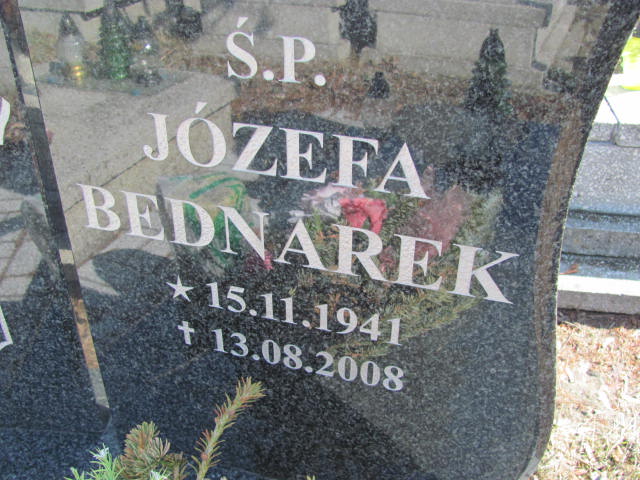 Ś.P.
JÓZEFA
BEDNAREK
★ 15.11.1941
✝ 13.08.2008